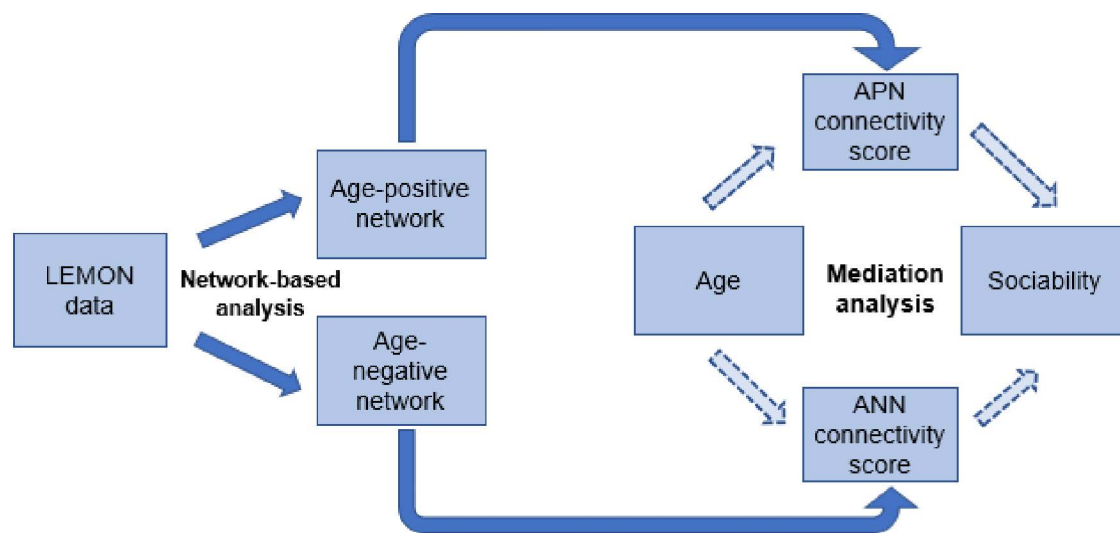 LEMON
data
Network-based
analysis
Age-positive
network
Age-
negative
network
APN
connectivity
score
Age
Mediation
analysis
Sociability
ANN
connectivity
score